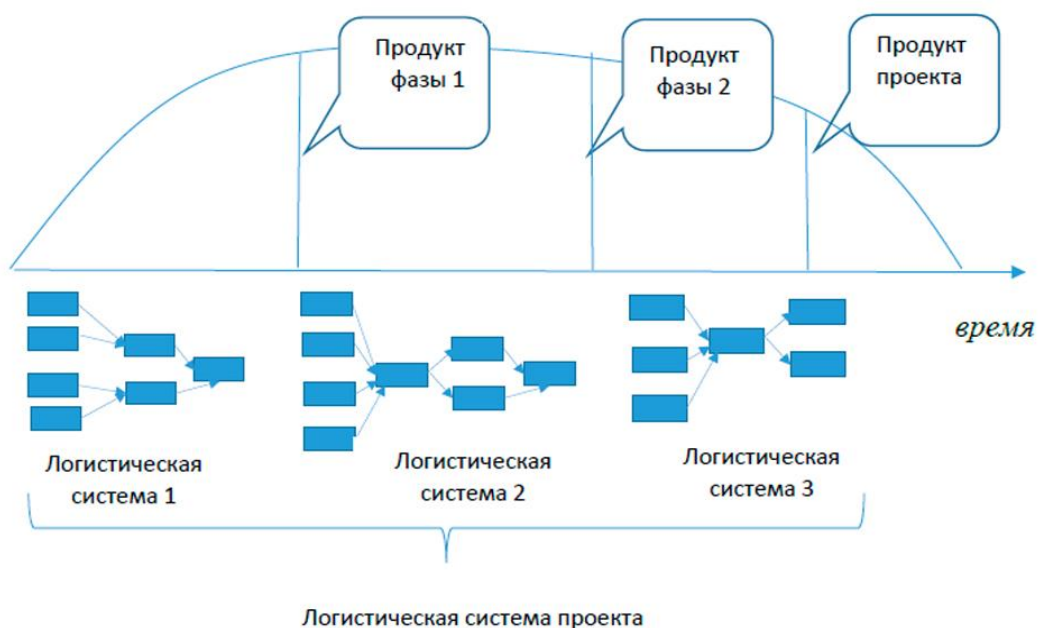 Продукт
фазы 1
Продукт
фазы 2
Продукт
проекта
время
Логистическая
система 1
Логистическая
система 2
Логистическая
система 3
Логистическая система проекта